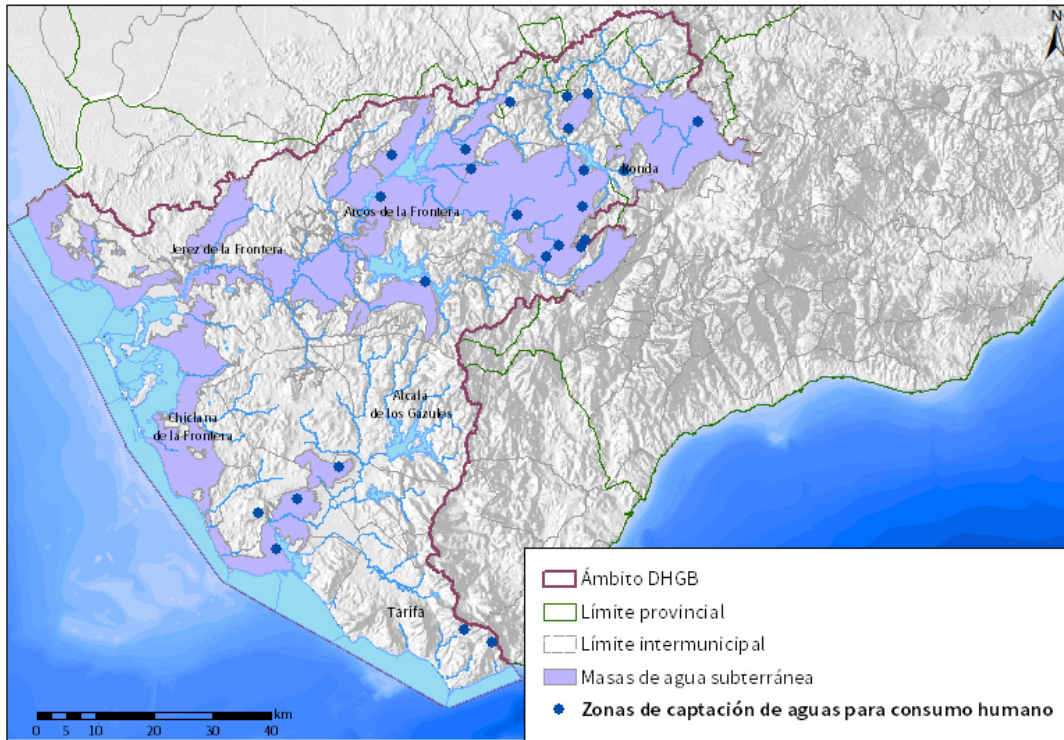 N
Ronda
Arcos de la Frontera
Jerez de la Frontera
Alcalá
de los Gazules
Chiclana
de la Frontera
Tarifa
km
0 5 10 20 30 40
Ámbito DHGB
Límite provincial
Límite intermunicipal
Masas de agua subterránea
Zonas de captación de aguas para consumo humano